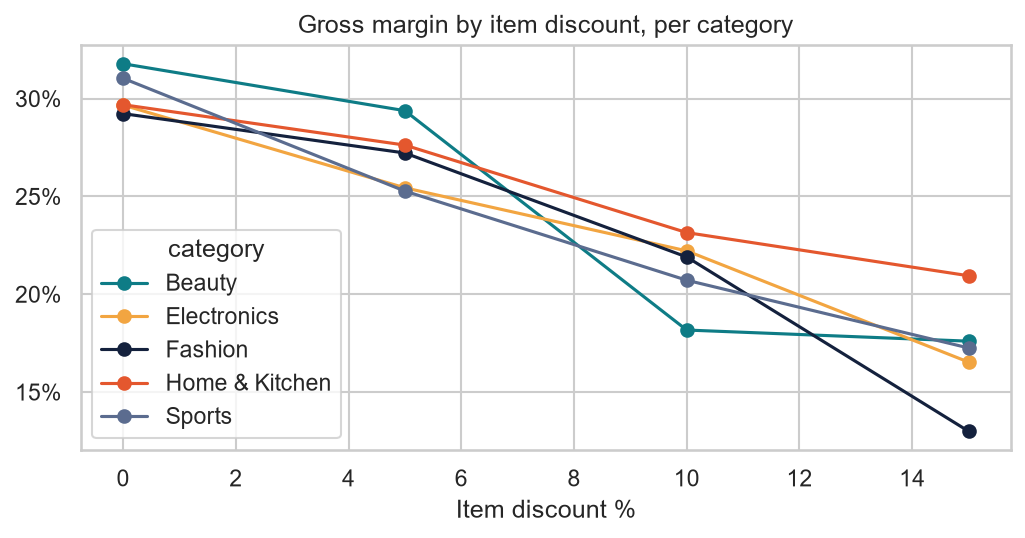 Gross margin by item discount, per category
30%
25%
20%
15%
category
Beauty
Electronics
Fashion
Home & Kitchen
Sports
0 2 4 6 8 10 12 14
Item discount %